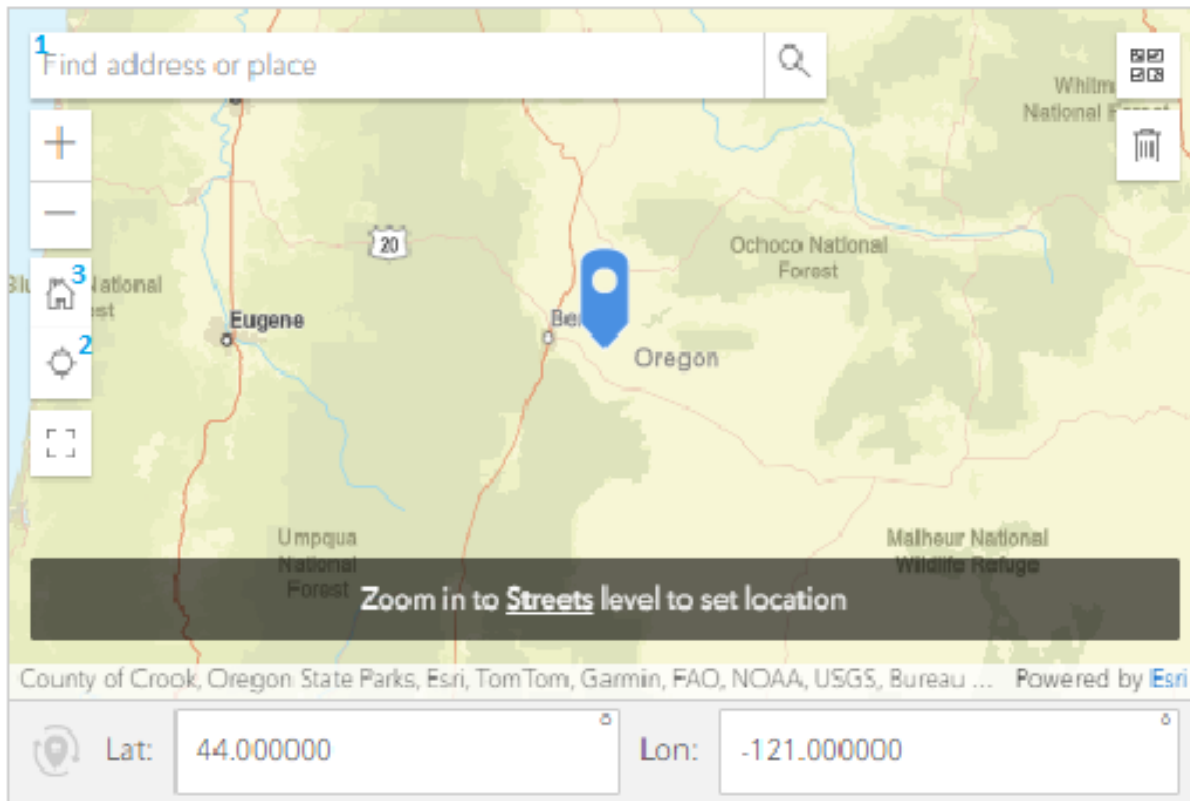 1
Find address or place
Whitm
National Forest
20
Ochoco National
Forest
3
National
Eugene
2
Oregon
Umpqua
National
Forest
Malheur National
Wildlife Refuge
Zoom in to Streets level to set location
County of Crook, Oregon State Parks, Esri, TomTom, Garmin, FAO, NOAA, USGS, Bureau ... Powered by Esri
Lat: 44.000000 ° Lon: -121.000000 °